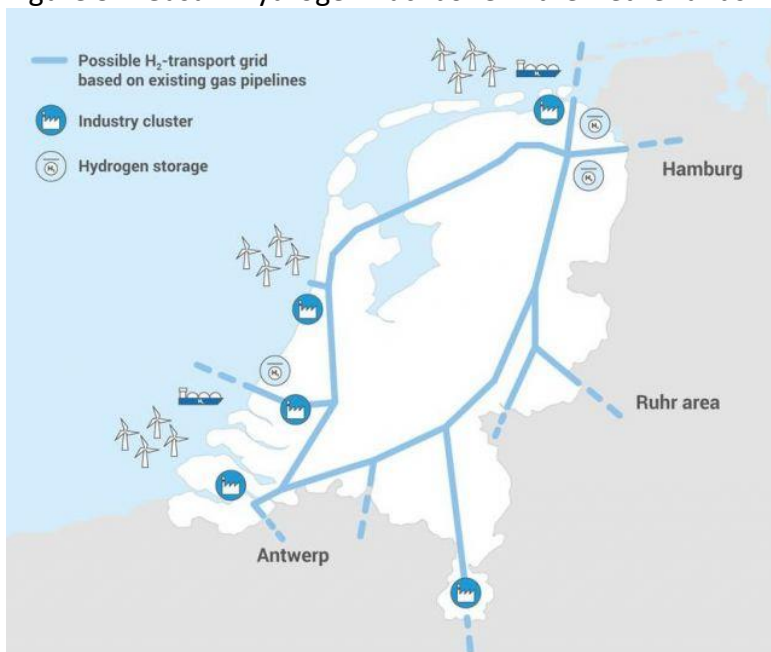 Possible H₂-transport grid
based on existing gas pipelines
Industry cluster
Hydrogen storage
Hamburg
Ruhr area
Antwerp